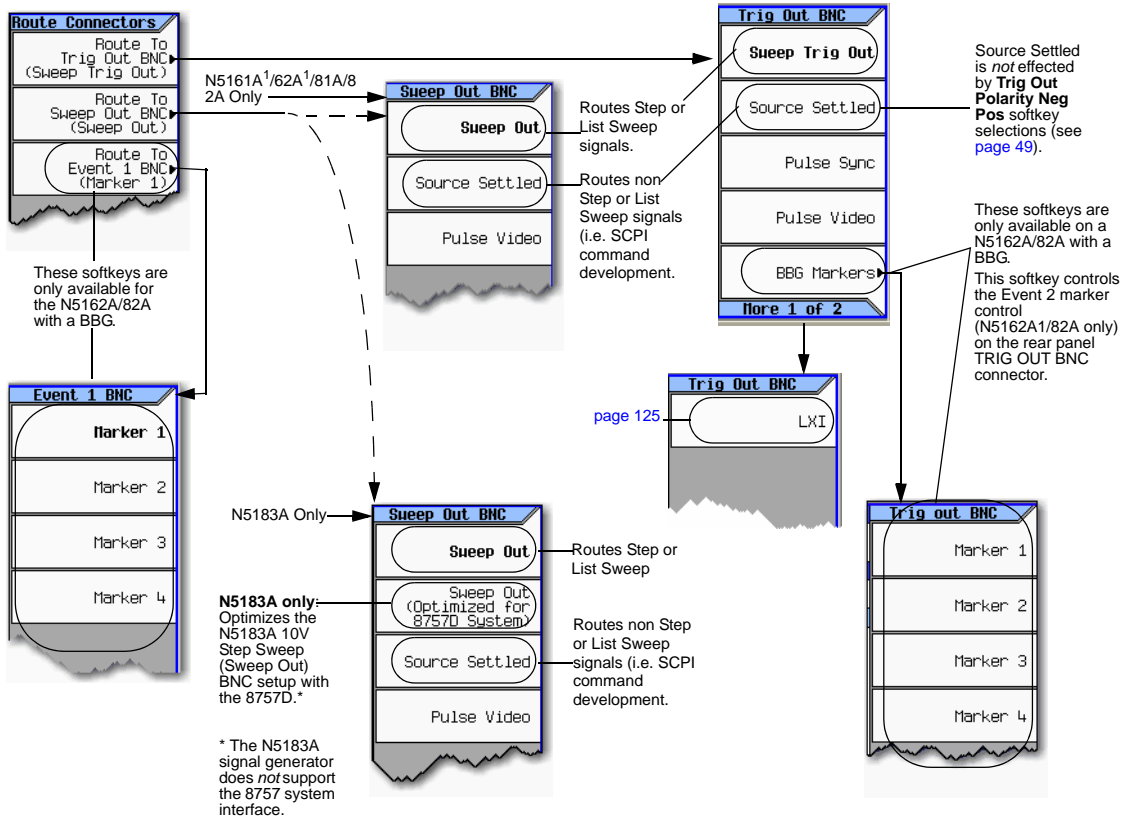 Route Connectors
Route To
Trig Out BNC
(Sweep Trig Out)
Route To
Sweep Out BNC
(Sweep Out)
Route To
Event 1 BNC
(Marker 1)
These softkeys are
only available for
the N5162A/82A
with a BBG.
Event 1 BNC
Marker 1
Marker 2
Marker 3
Marker 4
N5161A1/62A1/81A/8
2A Only
Sweep Out BNC
Sweep Out
Source Settled
Pulse Video
Routes Step or
List Sweep
signals.
Routes non
Step or List
Sweep signals
(i.e. SCPI
command
development.
Trig Out BNC
Sweep Trig Out
Source Settled
Pulse Sync
Pulse Video
BBG Markers
More 1 of 2
Source Settled
is not effected
by Trig Out
Polarity Neg
Pos softkey
selections (see
page 49).
These softkeys are
only available on a
N5162A/82A with a
BBG.
This softkey controls
the Event 2 marker
control
(N5162A1/82A only)
on the rear panel
TRIG OUT BNC
connector.
Trig Out BNC
page 125
LXI
N5183A Only
Sweep Out BNC
Sweep Out
Sweep Out
(Optimized for
8757D System)
Source Settled
Pulse Video
Routes Step or
List Sweep
Routes non Step
or List Sweep
signals (i.e. SCPI
command
development.
N5183A only:
Optimizes the
N5183A 10V
Step Sweep
(Sweep Out)
BNC setup with
the 8757D.*
* The N5183A
signal generator
does not support
the 8757 system
interface.
Trig out BNC
Marker 1
Marker 2
Marker 3
Marker 4